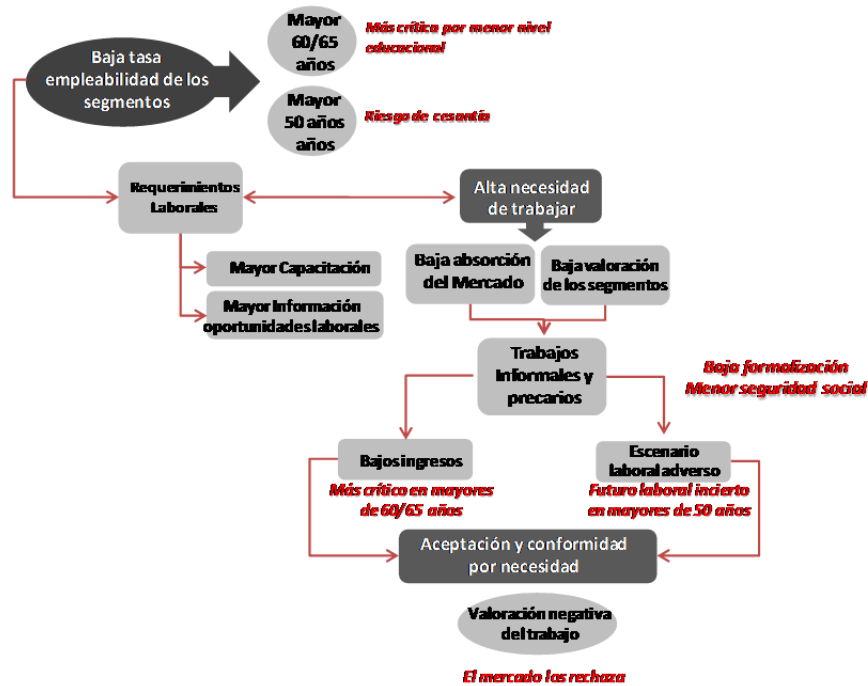 Baja tasa
empleabilidad de los
segmentos
Mayor
60/65
años
Más crítica por menor nivel
educacional
Mayor
50 años
años
Riesgo de cesantía
Requerimientos
Laborales
Alta necesidad
de trabajar
Mayor Capacitación
Mayor Información
oportunidades laborales
Baja absorción
del Mercado
Baja valoración
de los segmentos
Trabajos
Informales y
precarios
Baja formalización
Menor seguridad social
Bajos ingresos
Más crítico en mayores
de 60/65 años
Escenario
laboral adverso
Futuro laboral incierto
en mayores de 50 años
Aceptación y conformidad
por necesidad
Valoración negativa
del trabajo
El mercado los rechaza